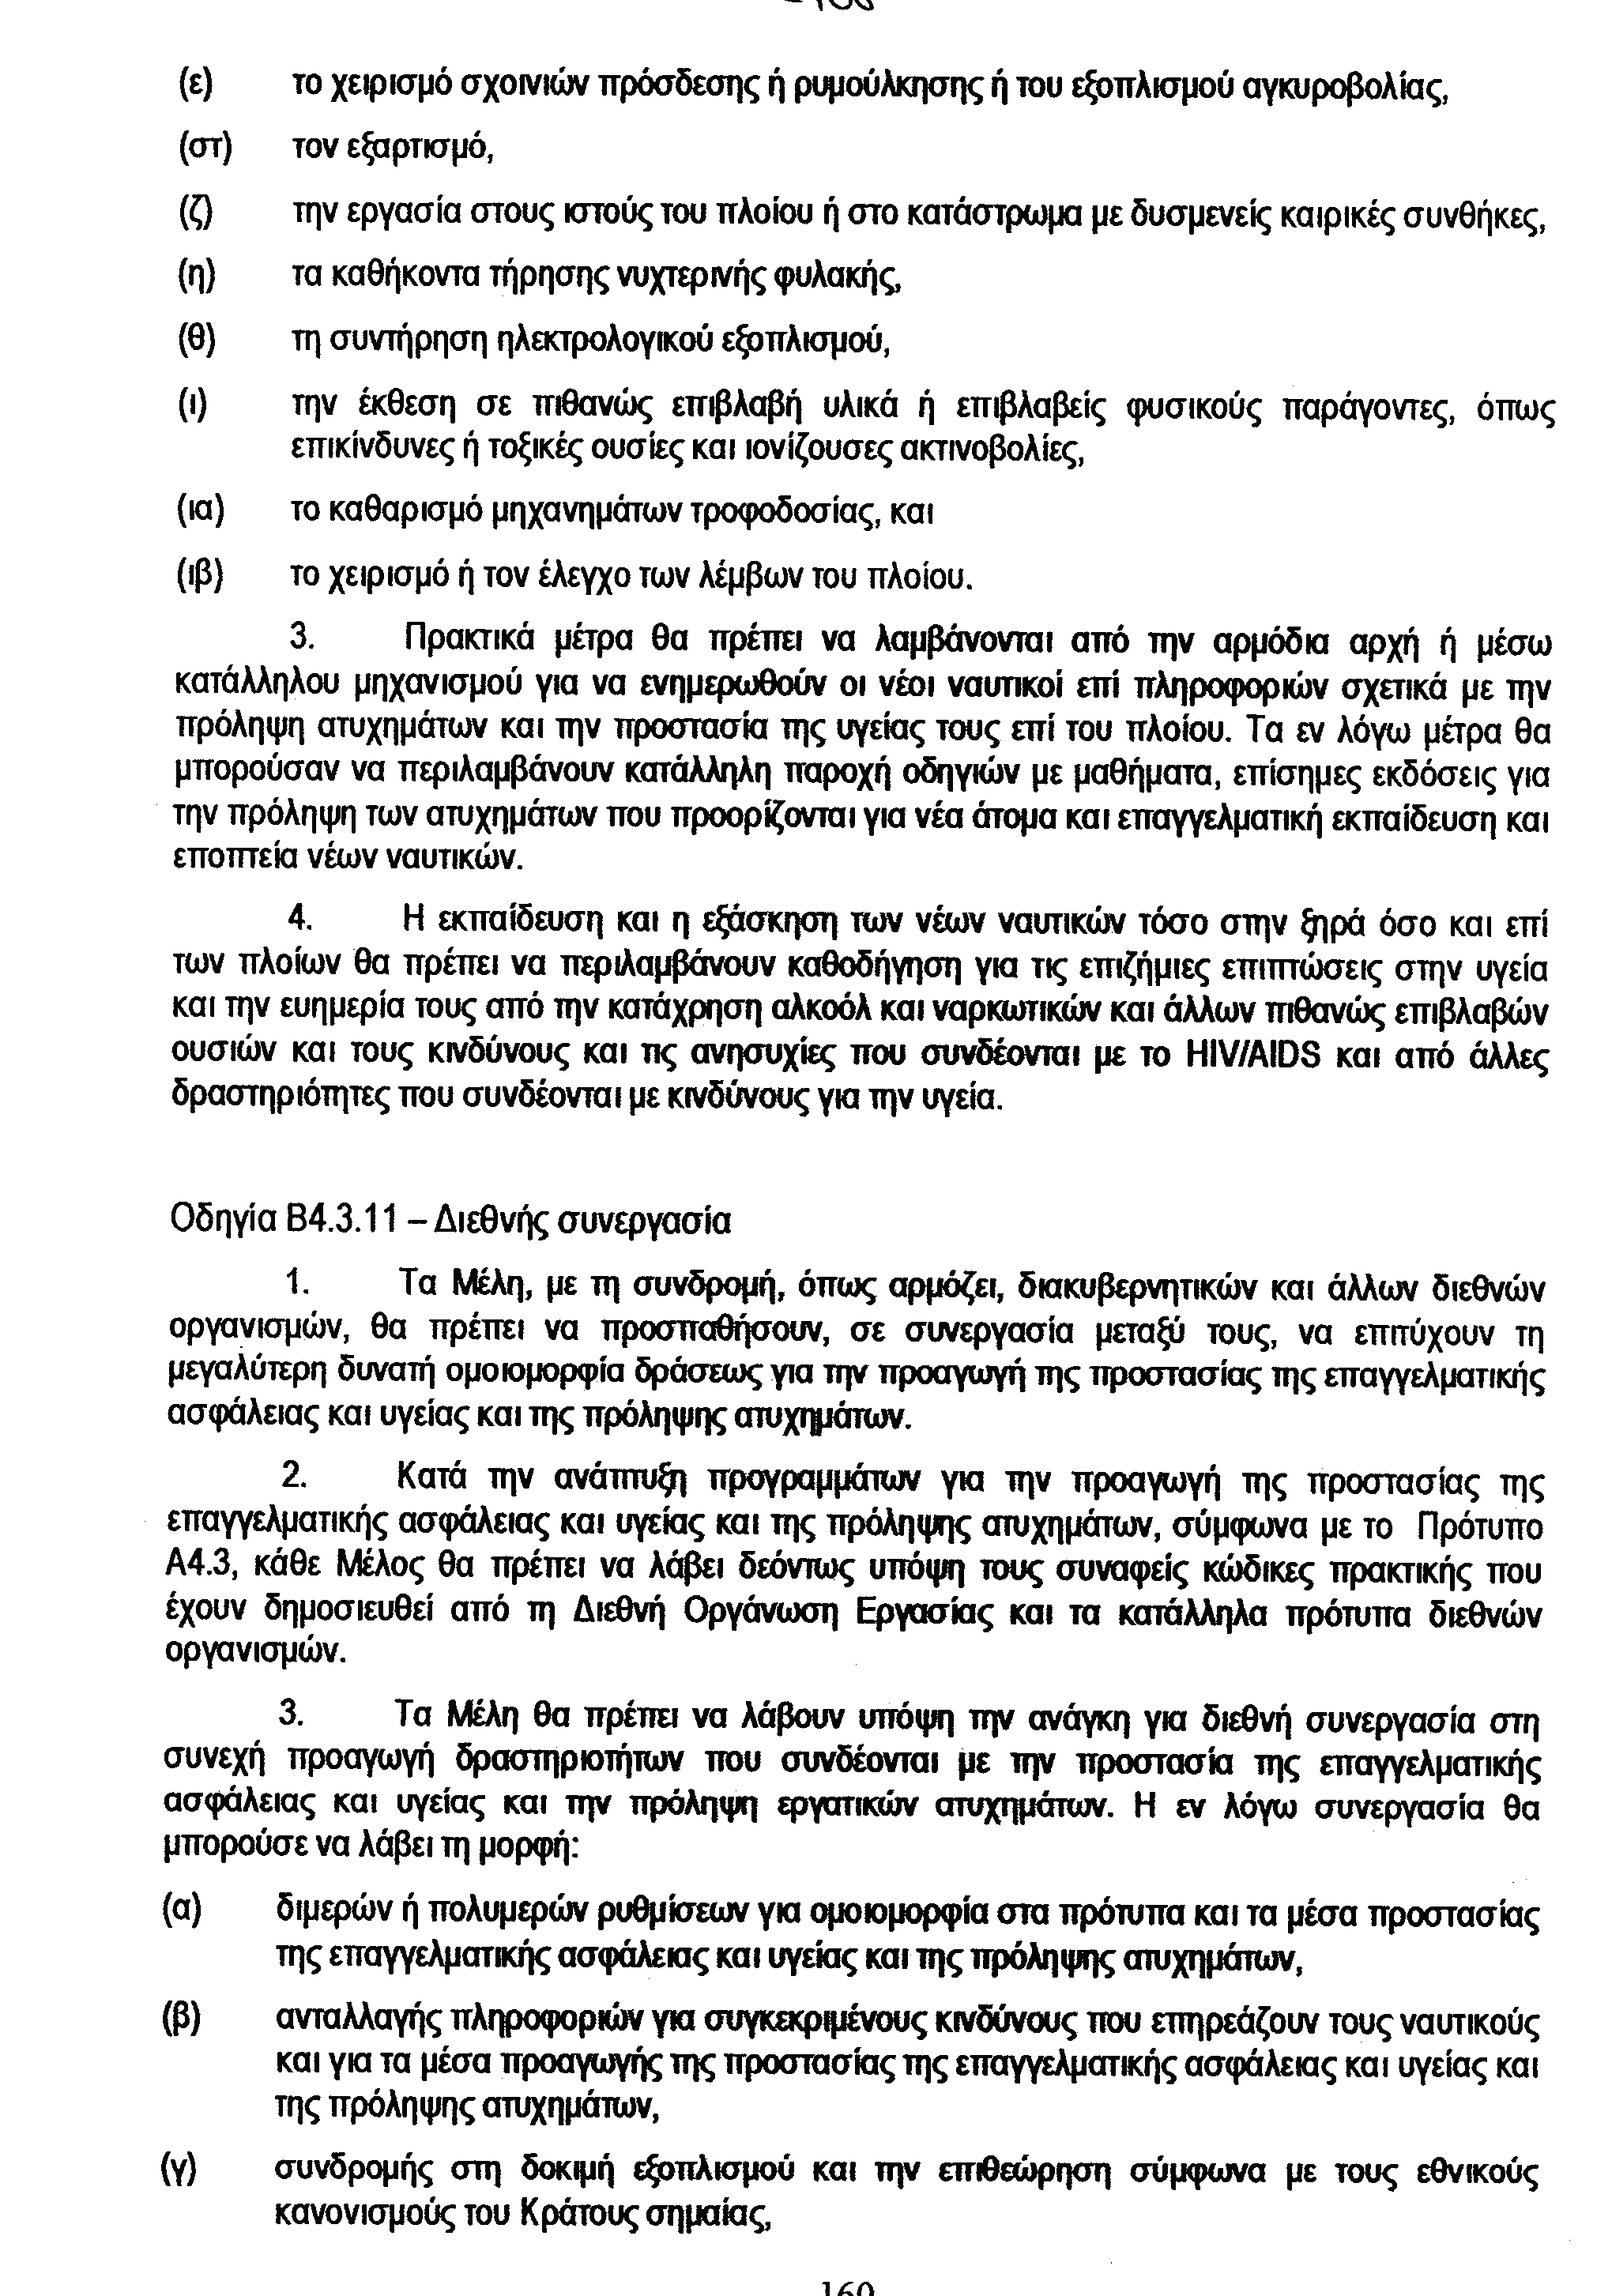 (ε) το χειρισμό σχοινιών πρόσδεσης ή ρυμούλκησης ή του εξοπλισμού αγκυροβολίας,
(στ) τον εξαρτισμό,
(ζ) την εργασία στους ιστούς του πλοίου ή στο κατάστρωμα με δυσμενείς καιρικές συνθήκες,
(η) τα καθήκοντα τήρησης νυχτερινής φυλακής,
(θ) τη συντήρηση ηλεκτρολογικού εξοπλισμού,
(ι) την έκθεση σε πιθανώς επιβλαβή υλικά ή επιβλαβείς φυσικούς παράγοντες, όπως
επικίνδυνες ή τοξικές ουσίες και ιονίζουσες ακτινοβολίες,
(ια) το καθαρισμό μηχανημάτων τροφοδοσίας, και
(ιβ) το χειρισμό ή τον έλεγχο των λέμβων του πλοίου.
3. Πρακτικά μέτρα θα πρέπει να λαμβάνονται από την αρμόδια αρχή ή μέσω
κατάλληλου μηχανισμού για να ενημερωθούν οι νέοι ναυτικοί επί πληροφοριών σχετικά με την
πρόληψη ατυχημάτων και την προστασία της υγείας τους επί του πλοίου. Τα εν λόγω μέτρα θα
μπορούσαν να περιλαμβάνουν κατάλληλη παροχή οδηγιών με μαθήματα, επίσημες εκδόσεις για
την πρόληψη των ατυχημάτων που προορίζονται για νέα άτομα και επαγγελματική εκπαίδευση και
εποπτεία νέων ναυτικών.
4. Η εκπαίδευση και η εξάσκηση των νέων ναυτικών τόσο στην ξηρά όσο και επί
των πλοίων θα πρέπει να περιλαμβάνουν καθοδήγηση για τις επιζήμιες επιπτώσεις στην υγεία
και την ευημερία τους από την κατάχρηση αλκοόλ και ναρκωτικών και άλλων πιθανώς επιβλαβών
ουσιών και τους κινδύνους και τις ανησυχίες που συνδέονται με το HIV/AIDS και από άλλες
δραστηριότητες που συνδέονται με κινδύνους για την υγεία.
Οδηγία Β4.3.11 – Διεθνής συνεργασία
1. Τα Μέλη, με τη συνδρομή, όπως αρμόζει, διακυβερνητικών και άλλων διεθνών
οργανισμών, θα πρέπει να προσπαθήσουν, σε συνεργασία μεταξύ τους, να επιτύχουν τη
μεγαλύτερη δυνατή ομοιομορφία δράσεως για την προαγωγή της προστασίας της επαγγελματικής
ασφάλειας και υγείας και της πρόληψης ατυχημάτων.
2. Κατά την ανάπτυξη προγραμμάτων για την προαγωγή της προστασίας της
επαγγελματικής ασφάλειας και υγείας και της πρόληψης ατυχημάτων, σύμφωνα με το Πρότυπο
Α4.3, κάθε Μέλος θα πρέπει να λάβει δεόντως υπόψη τους συναφείς κώδικες πρακτικής που
έχουν δημοσιευθεί από τη Διεθνή Οργάνωση Εργασίας και τα κατάλληλα πρότυπα διεθνών
οργανισμών.
3. Τα Μέλη θα πρέπει να λάβουν υπόψη την ανάγκη για διεθνή συνεργασία στη
συνεχή προαγωγή δραστηριοτήτων που συνδέονται με την προστασία της επαγγελματικής
ασφάλειας και υγείας και την πρόληψη εργατικών ατυχημάτων. Η εν λόγω συνεργασία θα
μπορούσε να λάβει τη μορφή:
(α) διμερών ή πολυμερών ρυθμίσεων για ομοιομορφία στα πρότυπα και τα μέσα προστασίας
της επαγγελματικής ασφάλειας και υγείας και της πρόληψης ατυχημάτων,
(β) ανταλλαγής πληροφοριών για συγκεκριμένους κινδύνους που επηρεάζουν τους ναυτικούς
και για τα μέσα προαγωγής της προστασίας της επαγγελματικής ασφάλειας και υγείας και
της πρόληψης ατυχημάτων,
(γ) συνδρομής στη δοκιμή εξοπλισμού και την επιθεώρηση σύμφωνα με τους εθνικούς
κανονισμούς του Κράτους σημαίας,
160